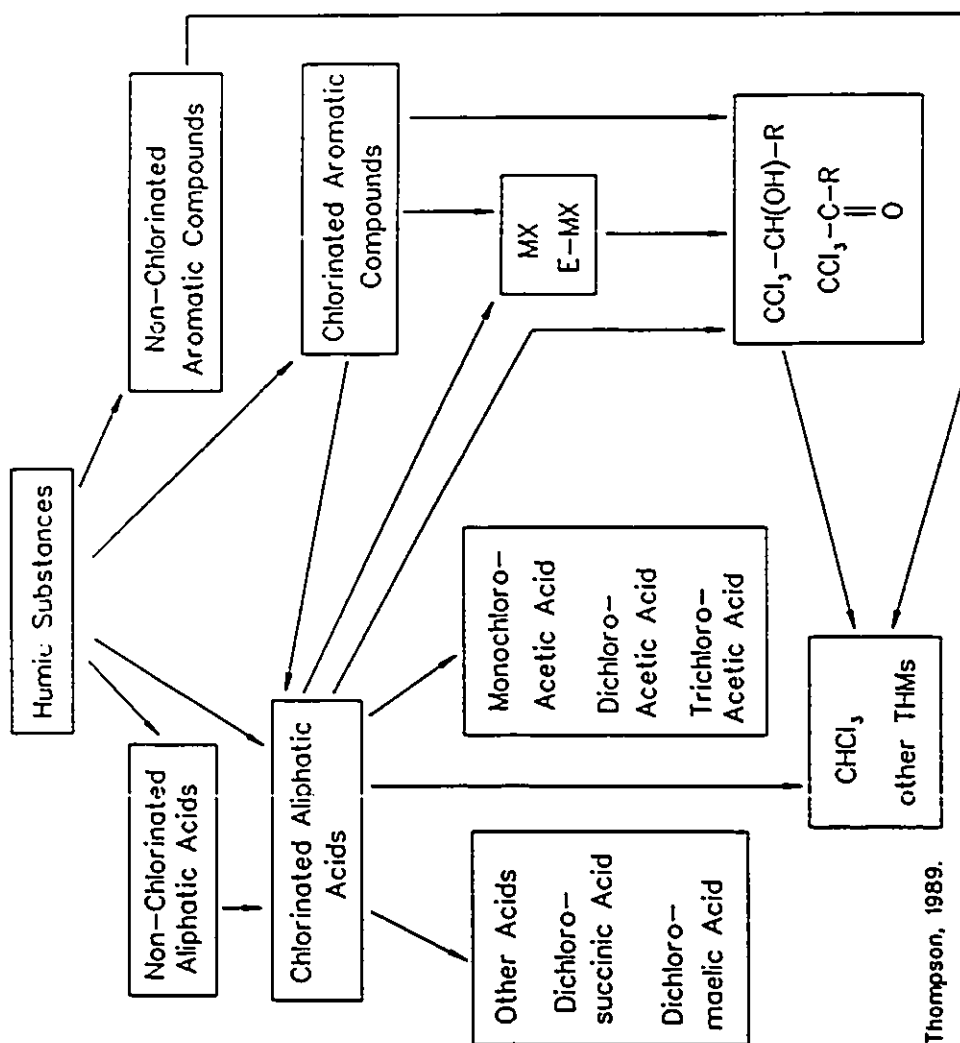 Humic Substances
Non-Chlorinated
Aromatic Compounds
Non-Chlorinated
Aliphatic Acids
Chlorinated Aromatic
Compounds
Chlorinated Aliphatic
Acids
MX
E-MX
Other Acids
Dichloro-
succinic Acid
Dichloro-
maelic Acid
Monochloro-
Acetic Acid
Dichloro-
Acetic Acid
Trichloro-
Acetic Acid
CCl₃-CH(OH)-R
CCl₃-C-R
O
CHCl₃
other THMs
Thompson, 1989.